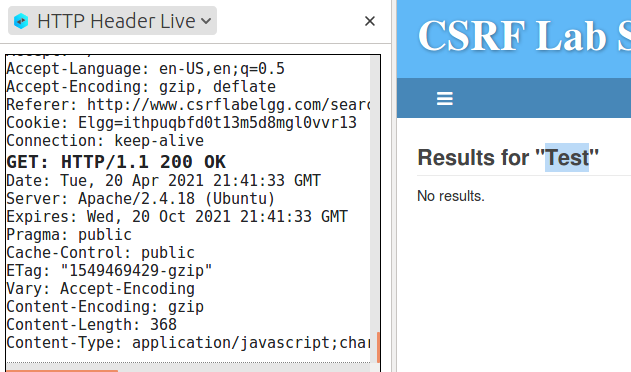 HTTP Header Live
Accept-Language: en-US,en;q=0.5
Accept-Encoding: gzip, deflate
Referer: http://www.csrflabelgg.com/searc
Cookie: Elgg=ithpuqbfd0t13m5d8mgl0vvr13
Connection: keep-alive
GET: HTTP/1.1 200 OK
Date: Tue, 20 Apr 2021 21:41:33 GMT
Server: Apache/2.4.18 (Ubuntu)
Expires: Wed, 20 Oct 2021 21:41:33 GMT
Pragma: public
Cache-Control: public
ETag: "1549469429-gzip"
Vary: Accept-Encoding
Content-Encoding: gzip
Content-Length: 368
Content-Type: application/javascript;char
CSRF Lab S
Results for "Test"
No results.